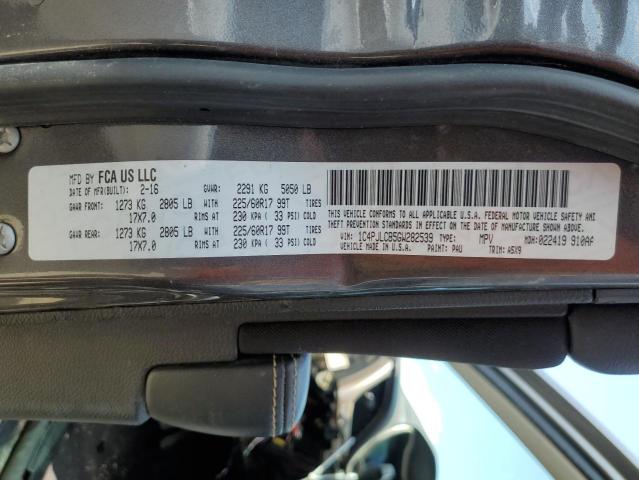 MFD BY FCA US LLC
DATE OF MFR(BUILT): 2-16 GVWR: 2291 KG 5050 LB
GAWR FRONT: 1273 KG 2805 LB WITH 225/60R17 99T TIRES
17X7.0 RIMS AT 230 KPA ( 33 PSI) COLD
GAWR REAR: 1273 KG 2805 LB WITH 225/60R17 99T TIRES
17X7.0 RIMS AT 230 KPA ( 33 PSI) COLD
THIS VEHICLE CONFORMS TO ALL APPLICABLE U.S.A. FEDERAL MOTOR VEHICLE SAFETY AND
THEFT PREVENTION STANDARDS IN EFFECT ON THE DATE OF MANUFACTURE SHOWN ABOVE.
VIN: 1C4PJLCB5GW282539 TYPE: MPV MDH: 022419 910AF
VEHICLE MADE IN U.S.A. PAINT: PAU TRIM: A5X9